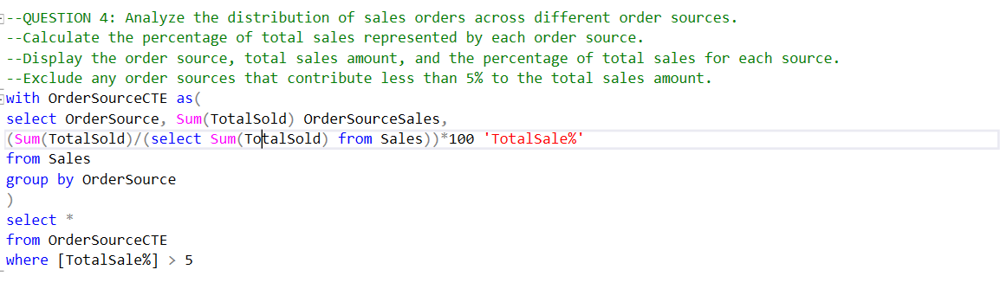 --QUESTION 4: Analyze the distribution of sales orders across different order sources.
--Calculate the percentage of total sales represented by each order source.
--Display the order source, total sales amount, and the percentage of total sales for each source.
--Exclude any order sources that contribute less than 5% to the total sales amount.
with OrderSourceCTE as(
select OrderSource, Sum(TotalSold) OrderSourceSales,
(Sum(TotalSold)/(select Sum(TotalSold) from Sales))*100 'TotalSale%'
from Sales
group by OrderSource
)
select *
from OrderSourceCTE
where [TotalSale%] > 5